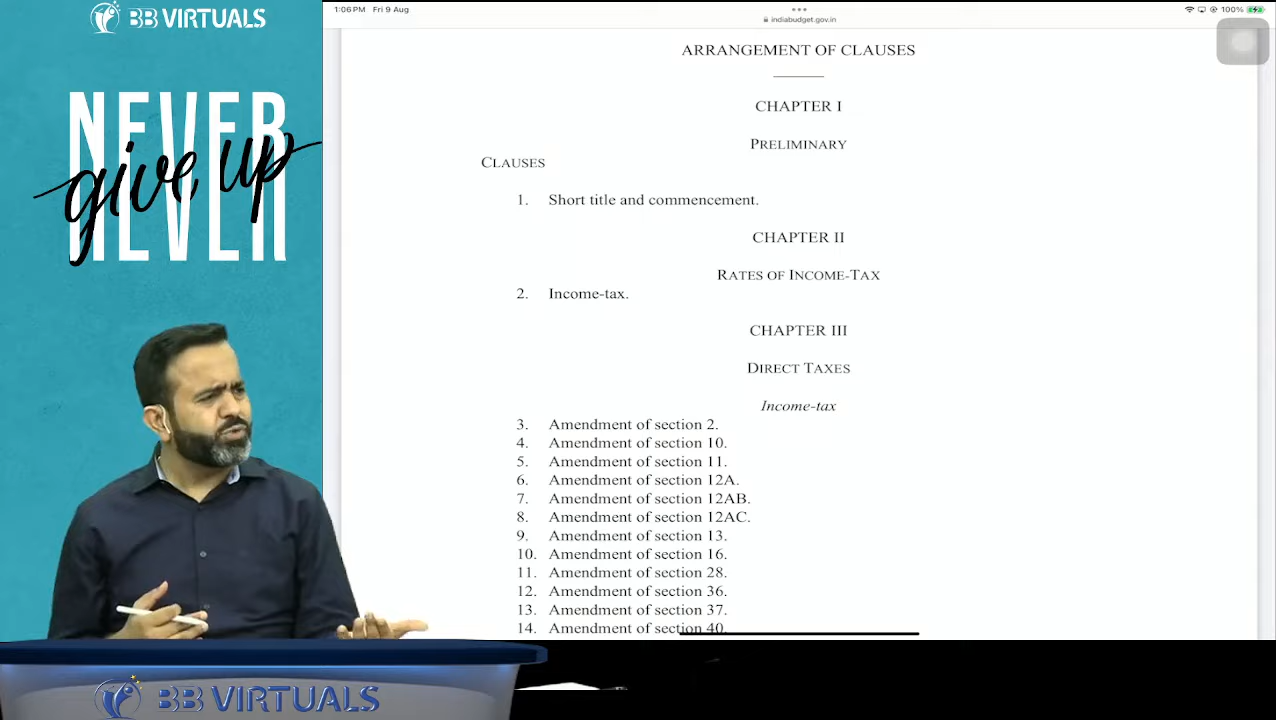 BB VIRTUALS
NEVER
give up
NEVER
1:06 PM Fri 9 Aug
indiabudget.gov.in
100%
ARRANGEMENT OF CLAUSES
CHAPTER I
PRELIMINARY
CLAUSES
1. Short title and commencement.
CHAPTER II
RATES OF INCOME-TAX
2. Income-tax.
CHAPTER III
DIRECT TAXES
Income-tax
3. Amendment of section 2.
4. Amendment of section 10.
5. Amendment of section 11.
6. Amendment of section 12A.
7. Amendment of section 12AB.
8. Amendment of section 12AC.
9. Amendment of section 13.
10. Amendment of section 16.
11. Amendment of section 28.
12. Amendment of section 36.
13. Amendment of section 37.
14. Amendment of section 40.
BB VIRTUALS